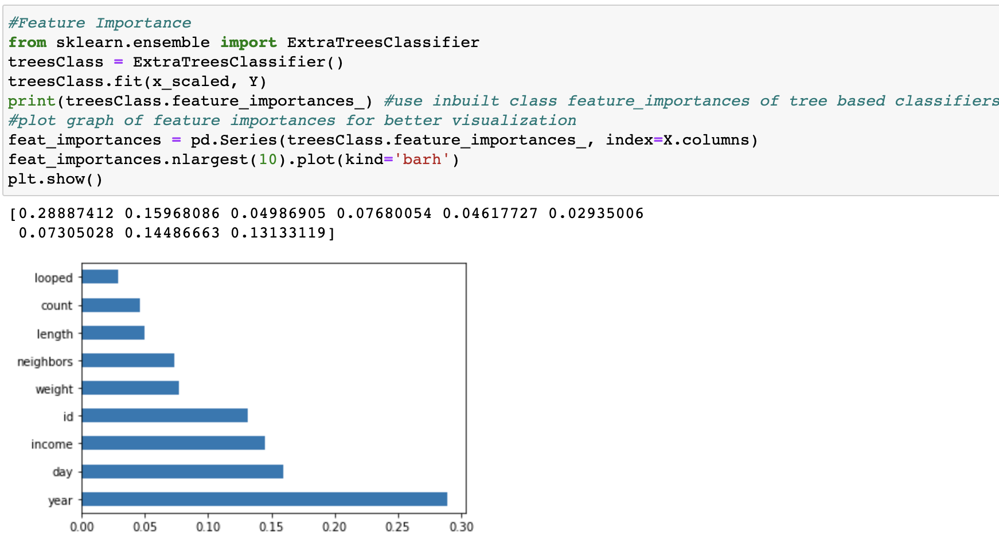 #Feature Importance
from sklearn.ensemble import ExtraTreesClassifier
treesClass = ExtraTreesClassifier()
treesClass.fit(x_scaled, Y)
print(treesClass.feature_importances_) #use inbuilt class feature_importances of tree based classifiers
#plot graph of feature importances for better visualization
feat_importances = pd.Series(treesClass.feature_importances_, index=X.columns)
feat_importances.nlargest(10).plot(kind='barh')
plt.show()
[0.28887412 0.15968086 0.04986905 0.07680054 0.04617727 0.02935006
0.07305028 0.14486663 0.13133119]
looped
count
length
neighbors
weight
id
income
day
year
0.00 0.05 0.10 0.15 0.20 0.25 0.30